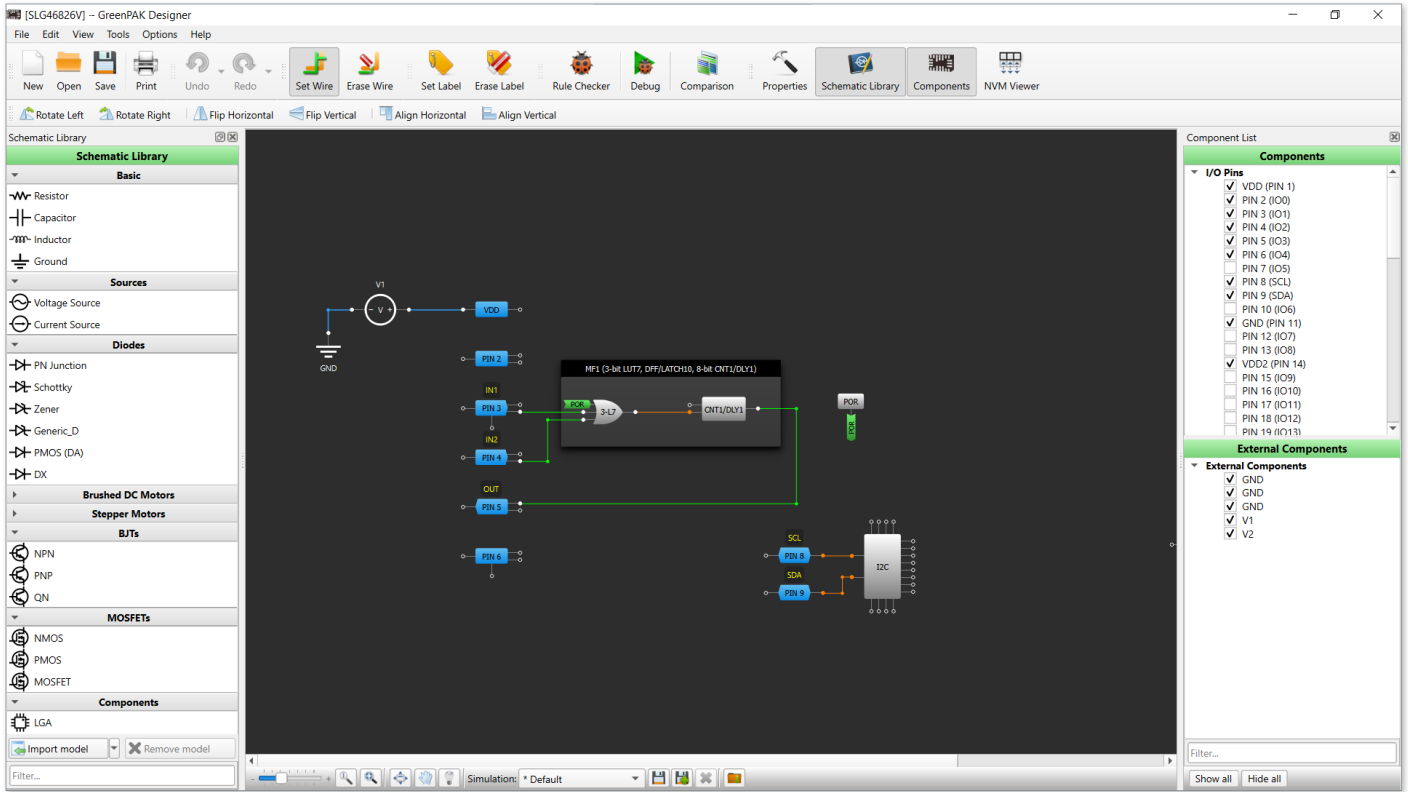 [SLG46826V] -- GreenPAK Designer
File Edit View Tools Options Help
New Open Save Print Undo Redo Set Wire Erase Wire Set Label Erase Label Rule Checker Debug Comparison Properties Schematic Library Components NVM Viewer
Rotate Left Rotate Right Flip Horizontal Flip Vertical Align Horizontal Align Vertical
Schematic Library
Schematic Library
Basic
Resistor
Capacitor
Inductor
Ground
Sources
Voltage Source
Current Source
Diodes
PN Junction
Schottky
Zener
Generic_D
PMOS (DA)
DX
Brushed DC Motors
Stepper Motors
BJTs
NPN
PNP
QN
MOSFETs
NMOS
PMOS
MOSFET
Components
LGA
Import model Remove model
Filter...
V1
- V +
VDD
GND
PIN 2
MF1 (3-bit LUT7, DFF/LATCH10, 8-bit CNT1/DLY1)
IN1
PIN 3
POR
3-L7
CNT1/DLY1
POR
POR
IN2
PIN 4
OUT
PIN 5
PIN 6
SCL
PIN 8
I2C
SDA
PIN 9
- + Simulation: * Default
Component List
Components
I/O Pins
VDD (PIN 1)
PIN 2 (IO0)
PIN 3 (IO1)
PIN 4 (IO2)
PIN 5 (IO3)
PIN 6 (IO4)
PIN 7 (IO5)
PIN 8 (SCL)
PIN 9 (SDA)
PIN 10 (IO6)
GND (PIN 11)
PIN 12 (IO7)
PIN 13 (IO8)
VDD2 (PIN 14)
PIN 15 (IO9)
PIN 16 (IO10)
PIN 17 (IO11)
PIN 18 (IO12)
PIN 19 (IO13)
External Components
External Components
GND
GND
GND
V1
V2
Filter...
Show all Hide all